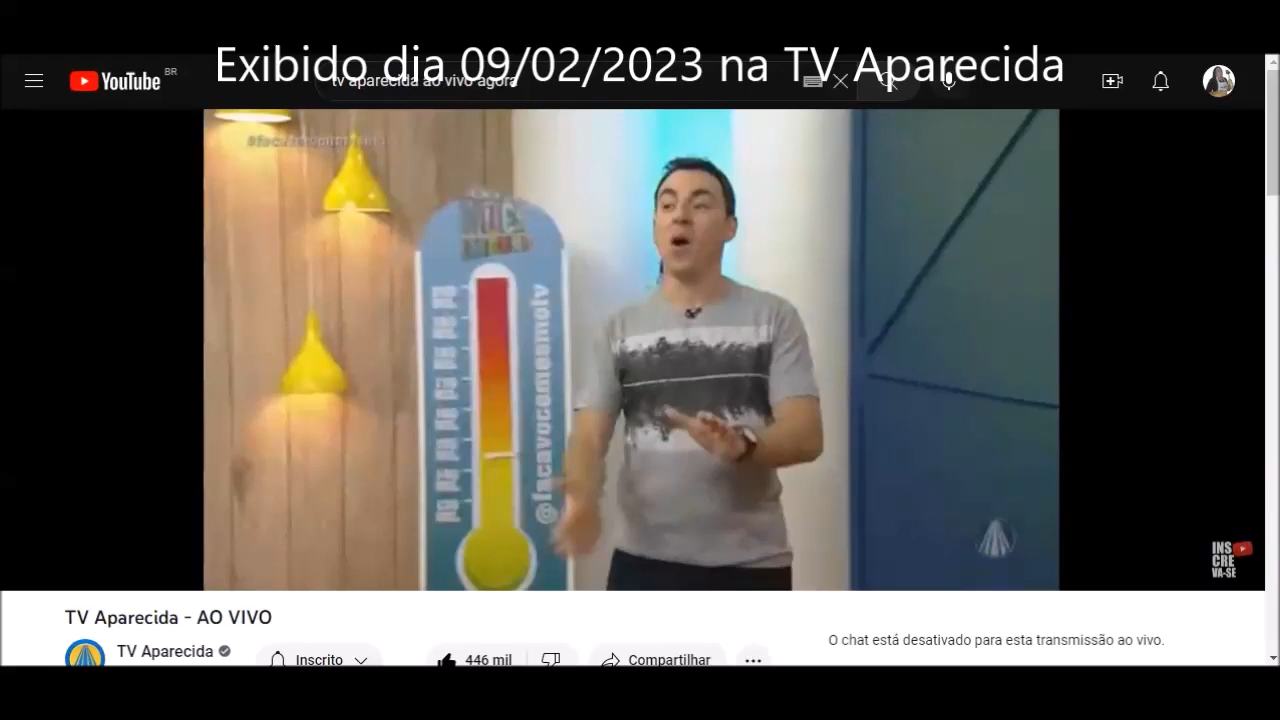 Exibido dia 09/02/2023 na TV Aparecida
YouTube BR
tv aparecida ao vivo agora
@facavocemesmotv
INS
CRE
VA-SE
TV Aparecida - AO VIVO
TV Aparecida
Inscrito
446 mil
Compartilhar
O chat está desativado para esta transmissão ao vivo.